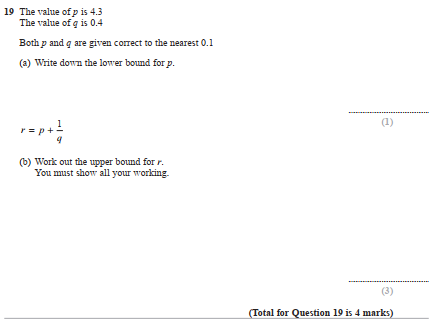 19 The value of p is 4.3
The value of q is 0.4
Both p and q are given correct to the nearest 0.1
(a) Write down the lower bound for p.
(1)
r = p + 1/q
(b) Work out the upper bound for r.
You must show all your working.
(3)
(Total for Question 19 is 4 marks)